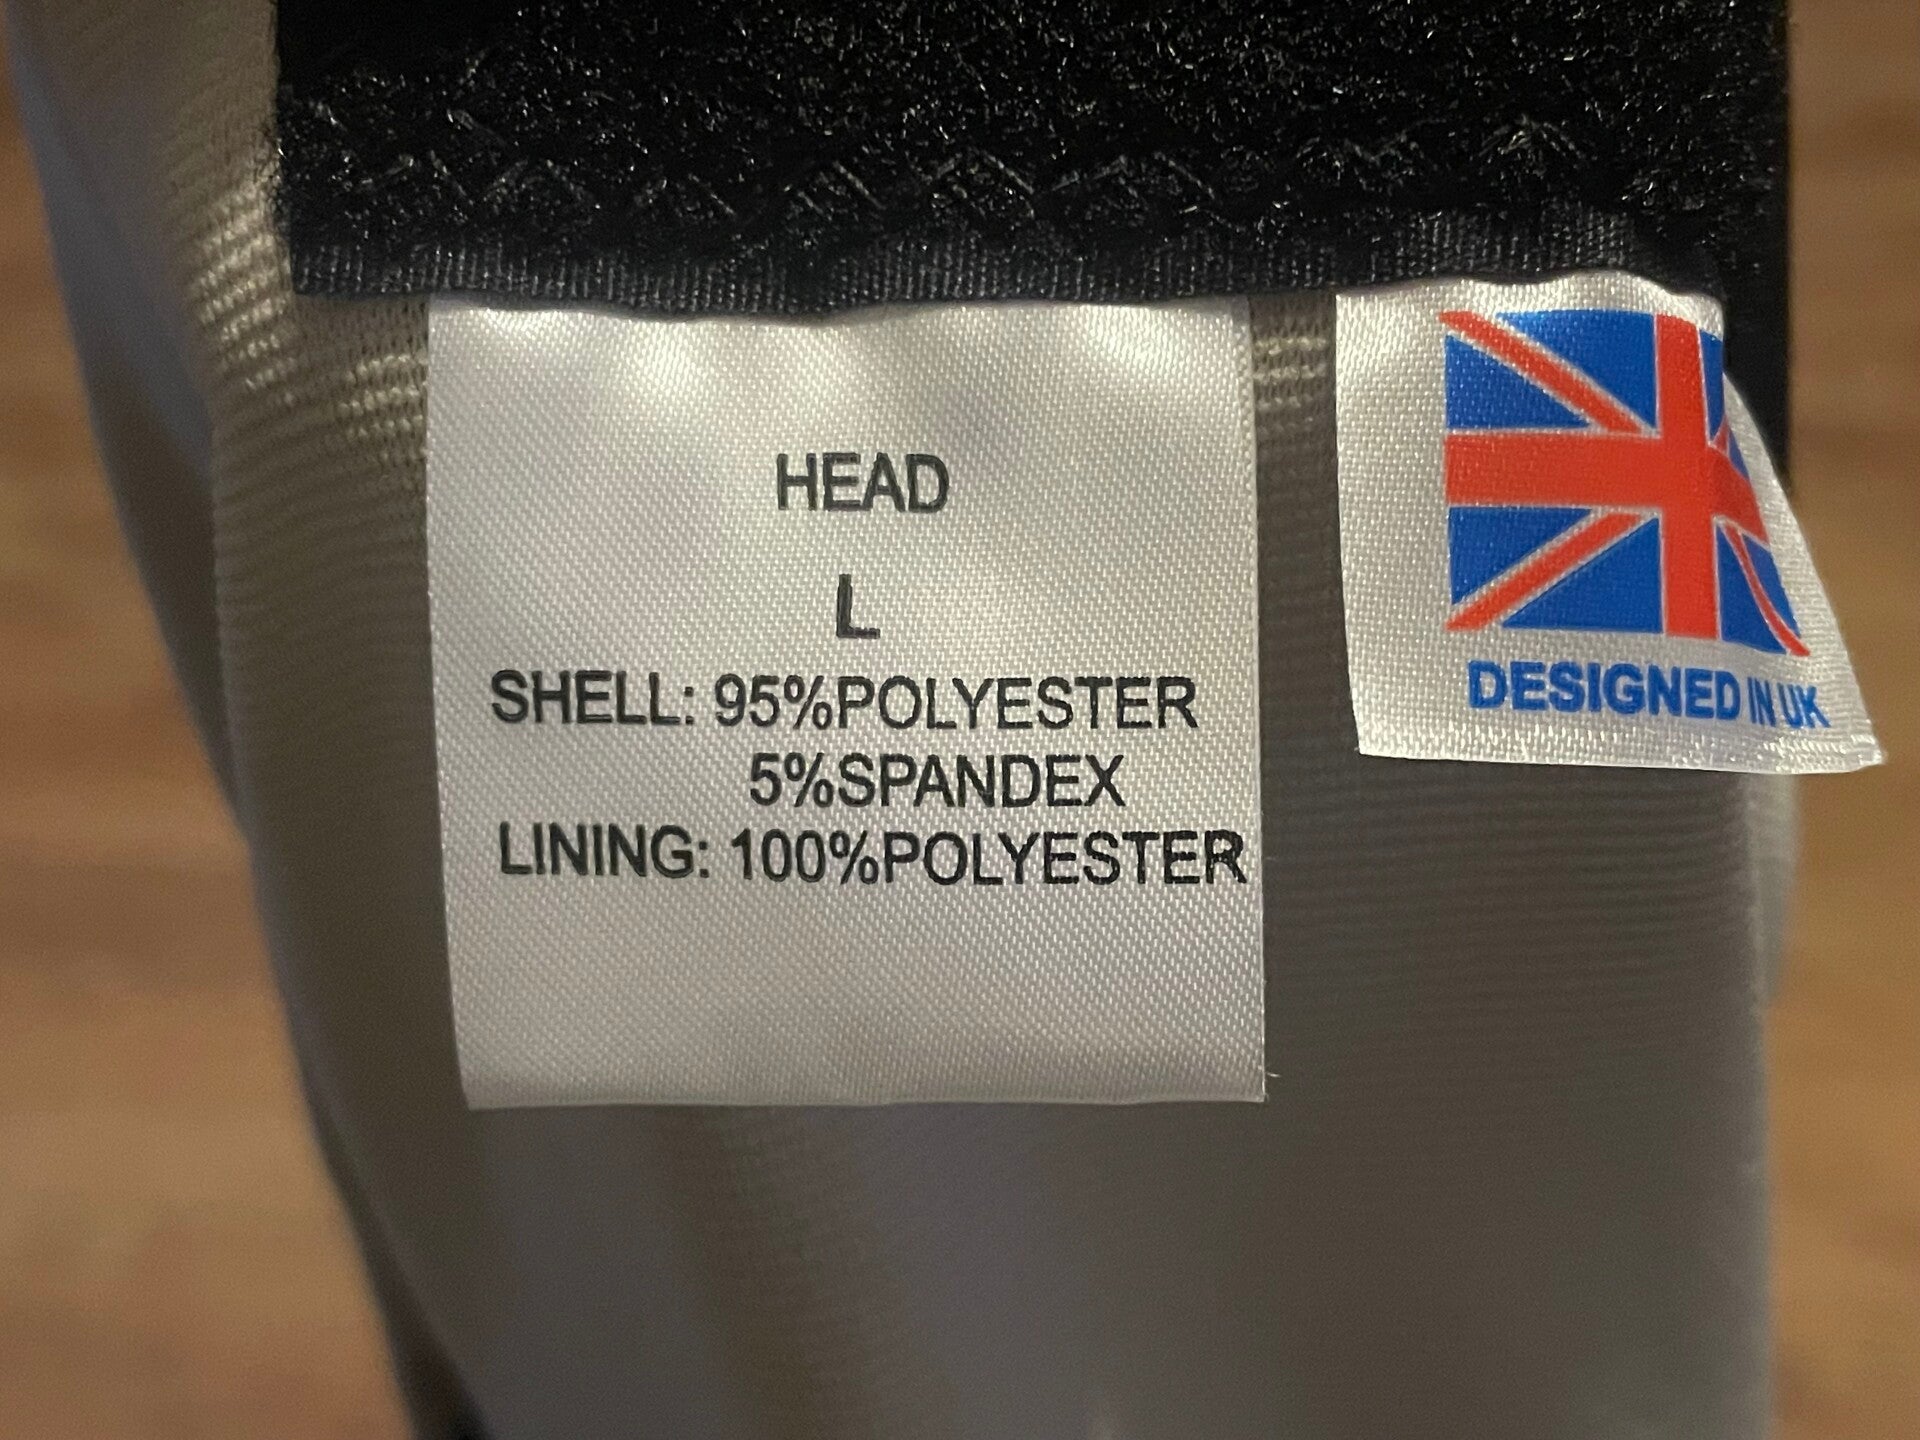 HEAD
L
SHELL: 95%POLYESTER
5%SPANDEX
LINING: 100%POLYESTER
DESIGNED IN UK